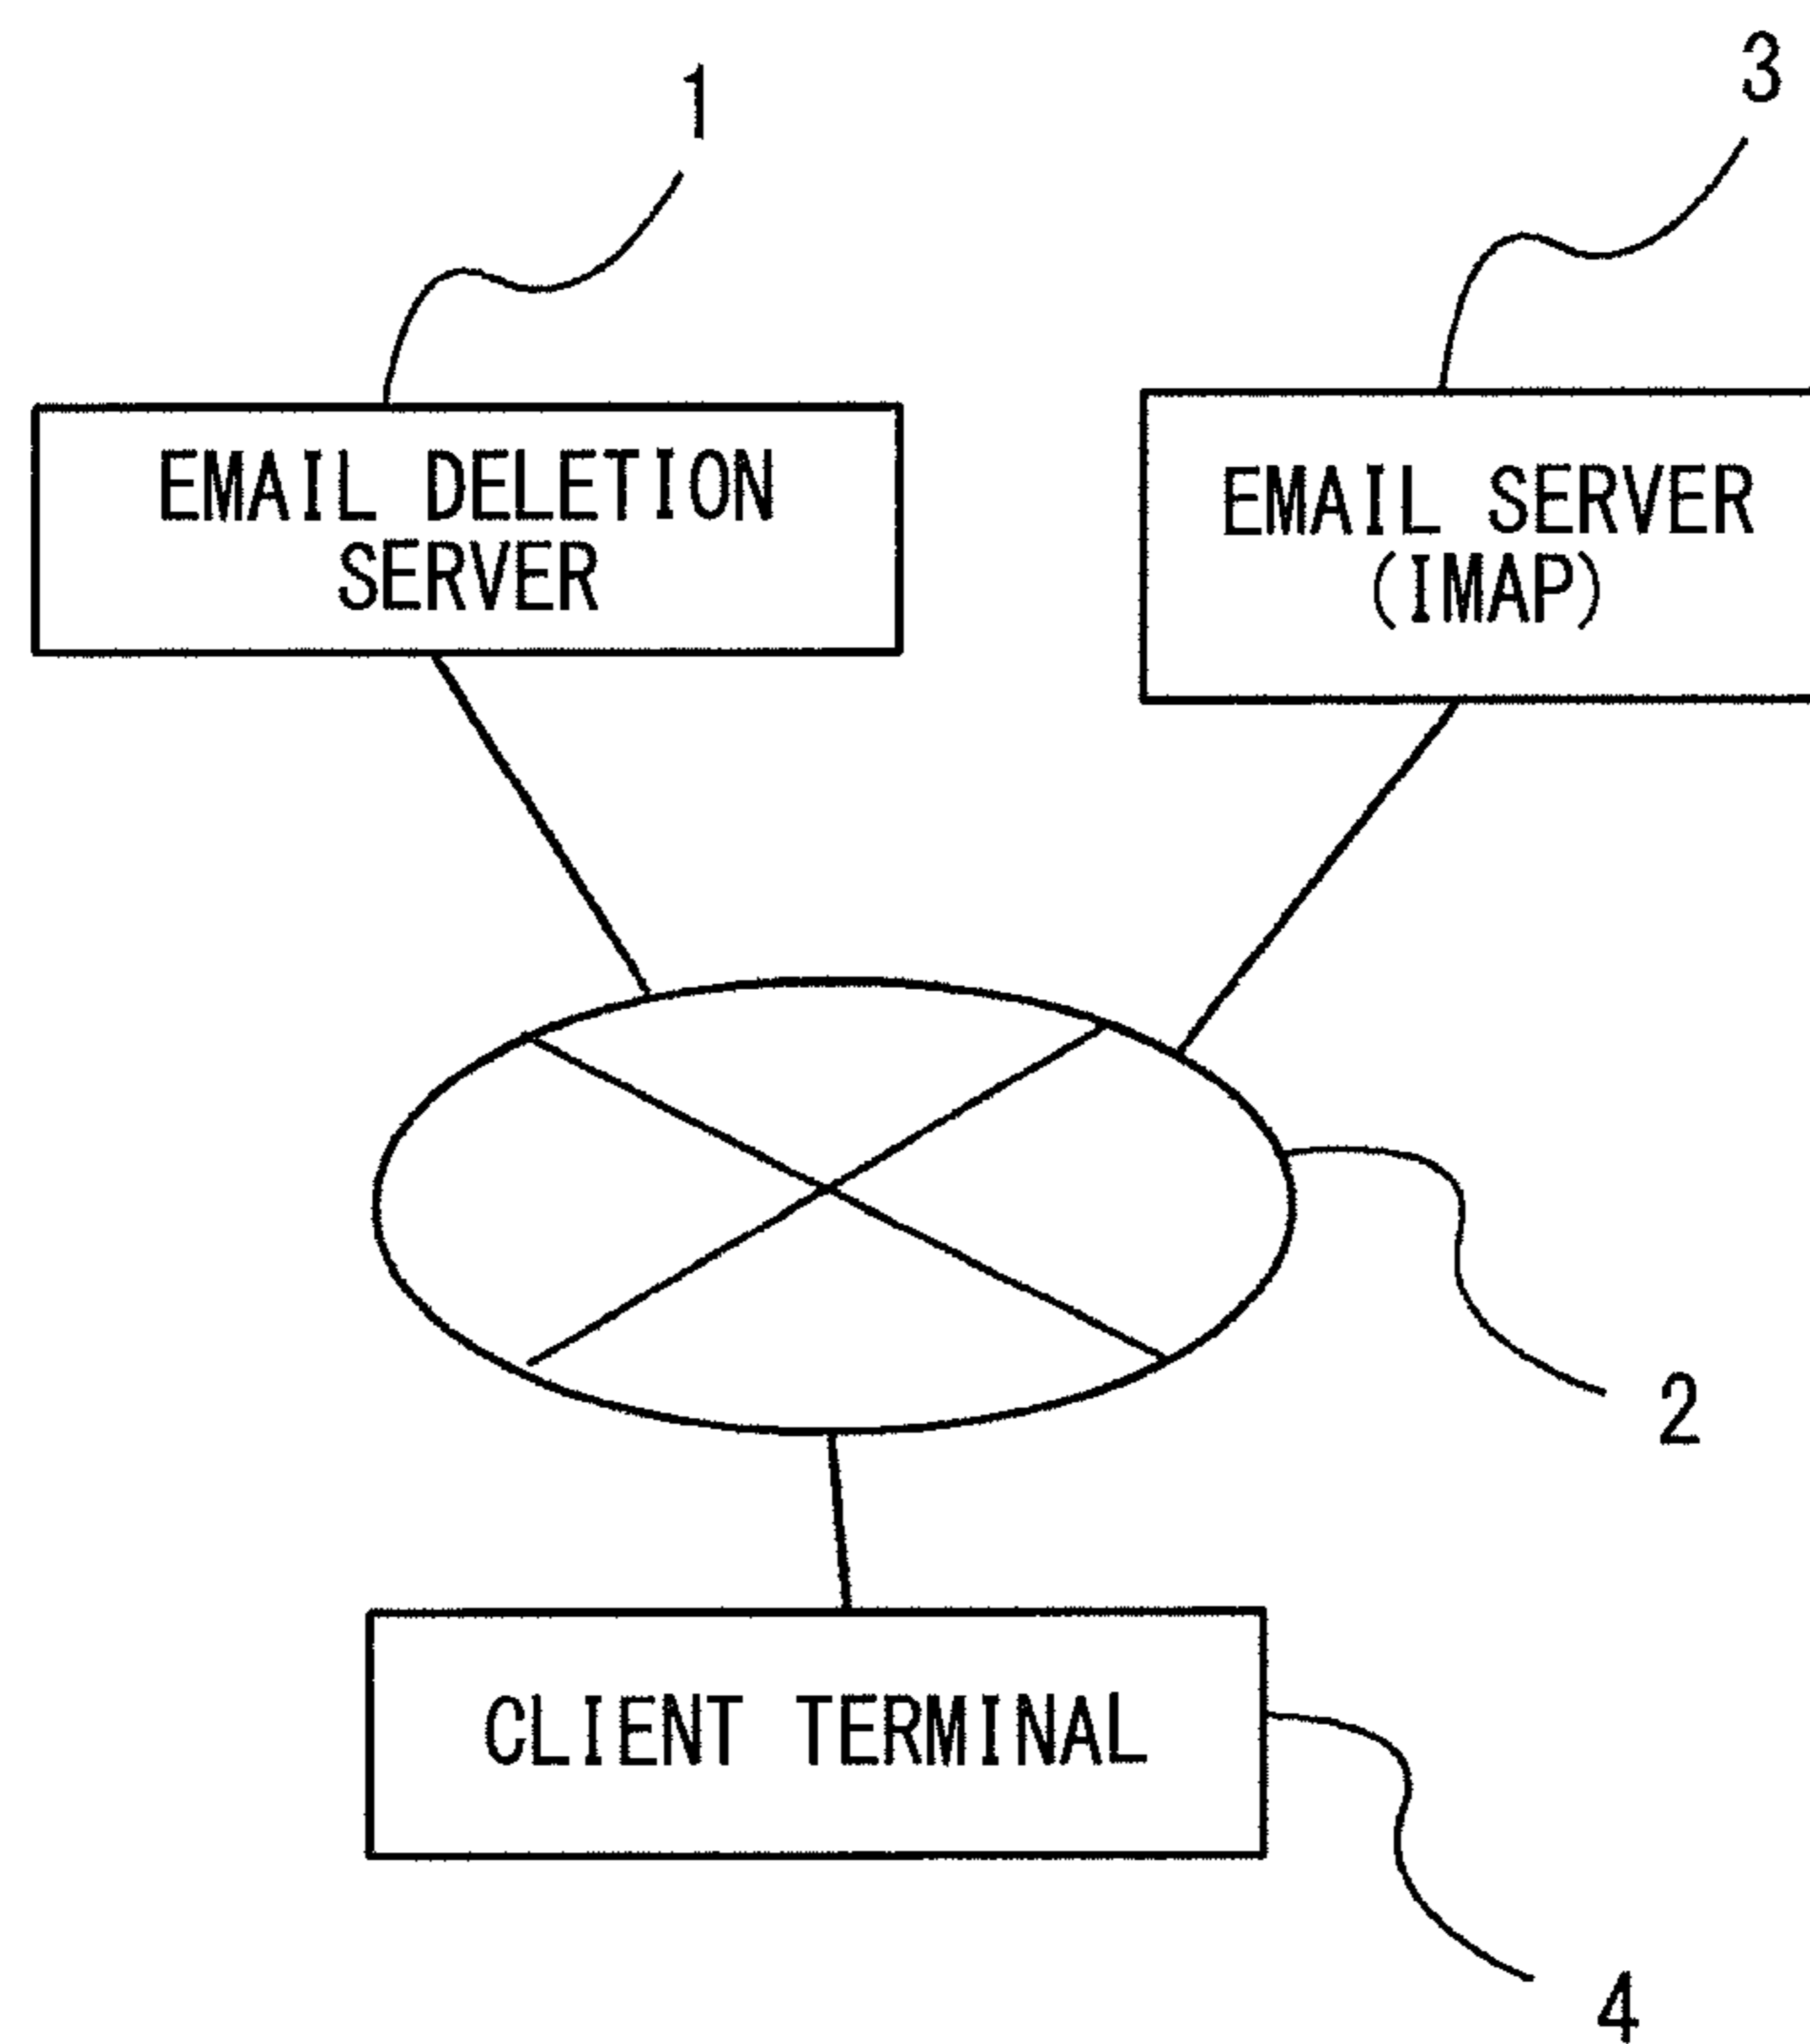 1
3
EMAIL DELETION
SERVER
EMAIL SERVER
(IMAP)
2
CLIENT TERMINAL
4